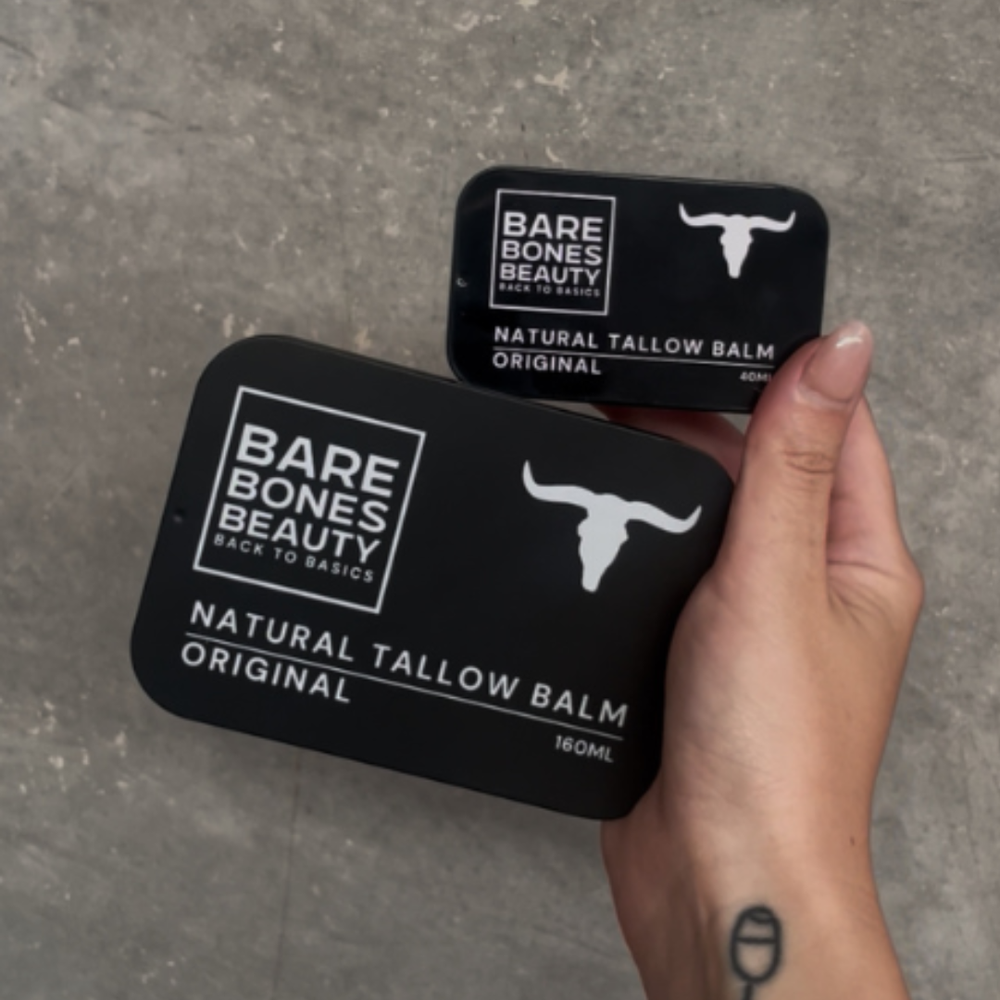 BARE
BONES
BEAUTY
BACK TO BASICS
NATURAL TALLOW BALM
ORIGINAL
40ML
BARE
BONES
BEAUTY
BACK TO BASICS
NATURAL TALLOW BALM
ORIGINAL
160ML